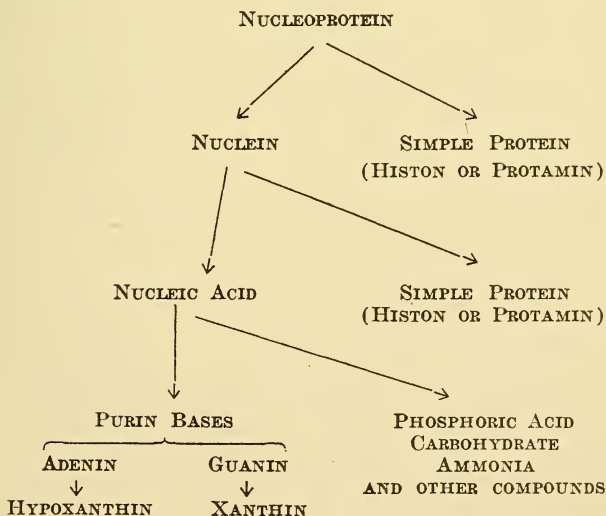 NUCLEOPROTEIN
NUCLEIN
SIMPLE PROTEIN
(HISTON OR PROTAMIN)
NUCLEIC ACID
SIMPLE PROTEIN
(HISTON OR PROTAMIN)
PURIN BASES
ADENIN GUANIN
HYPOXANTHIN XANTHIN
PHOSPHORIC ACID
CARBOHYDRATE
AMMONIA
AND OTHER COMPOUNDS